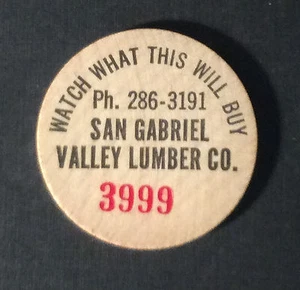 WATCH WHAT THIS WILL BUY
Ph. 286-3191
SAN GABRIEL
VALLEY LUMBER CO.
3999